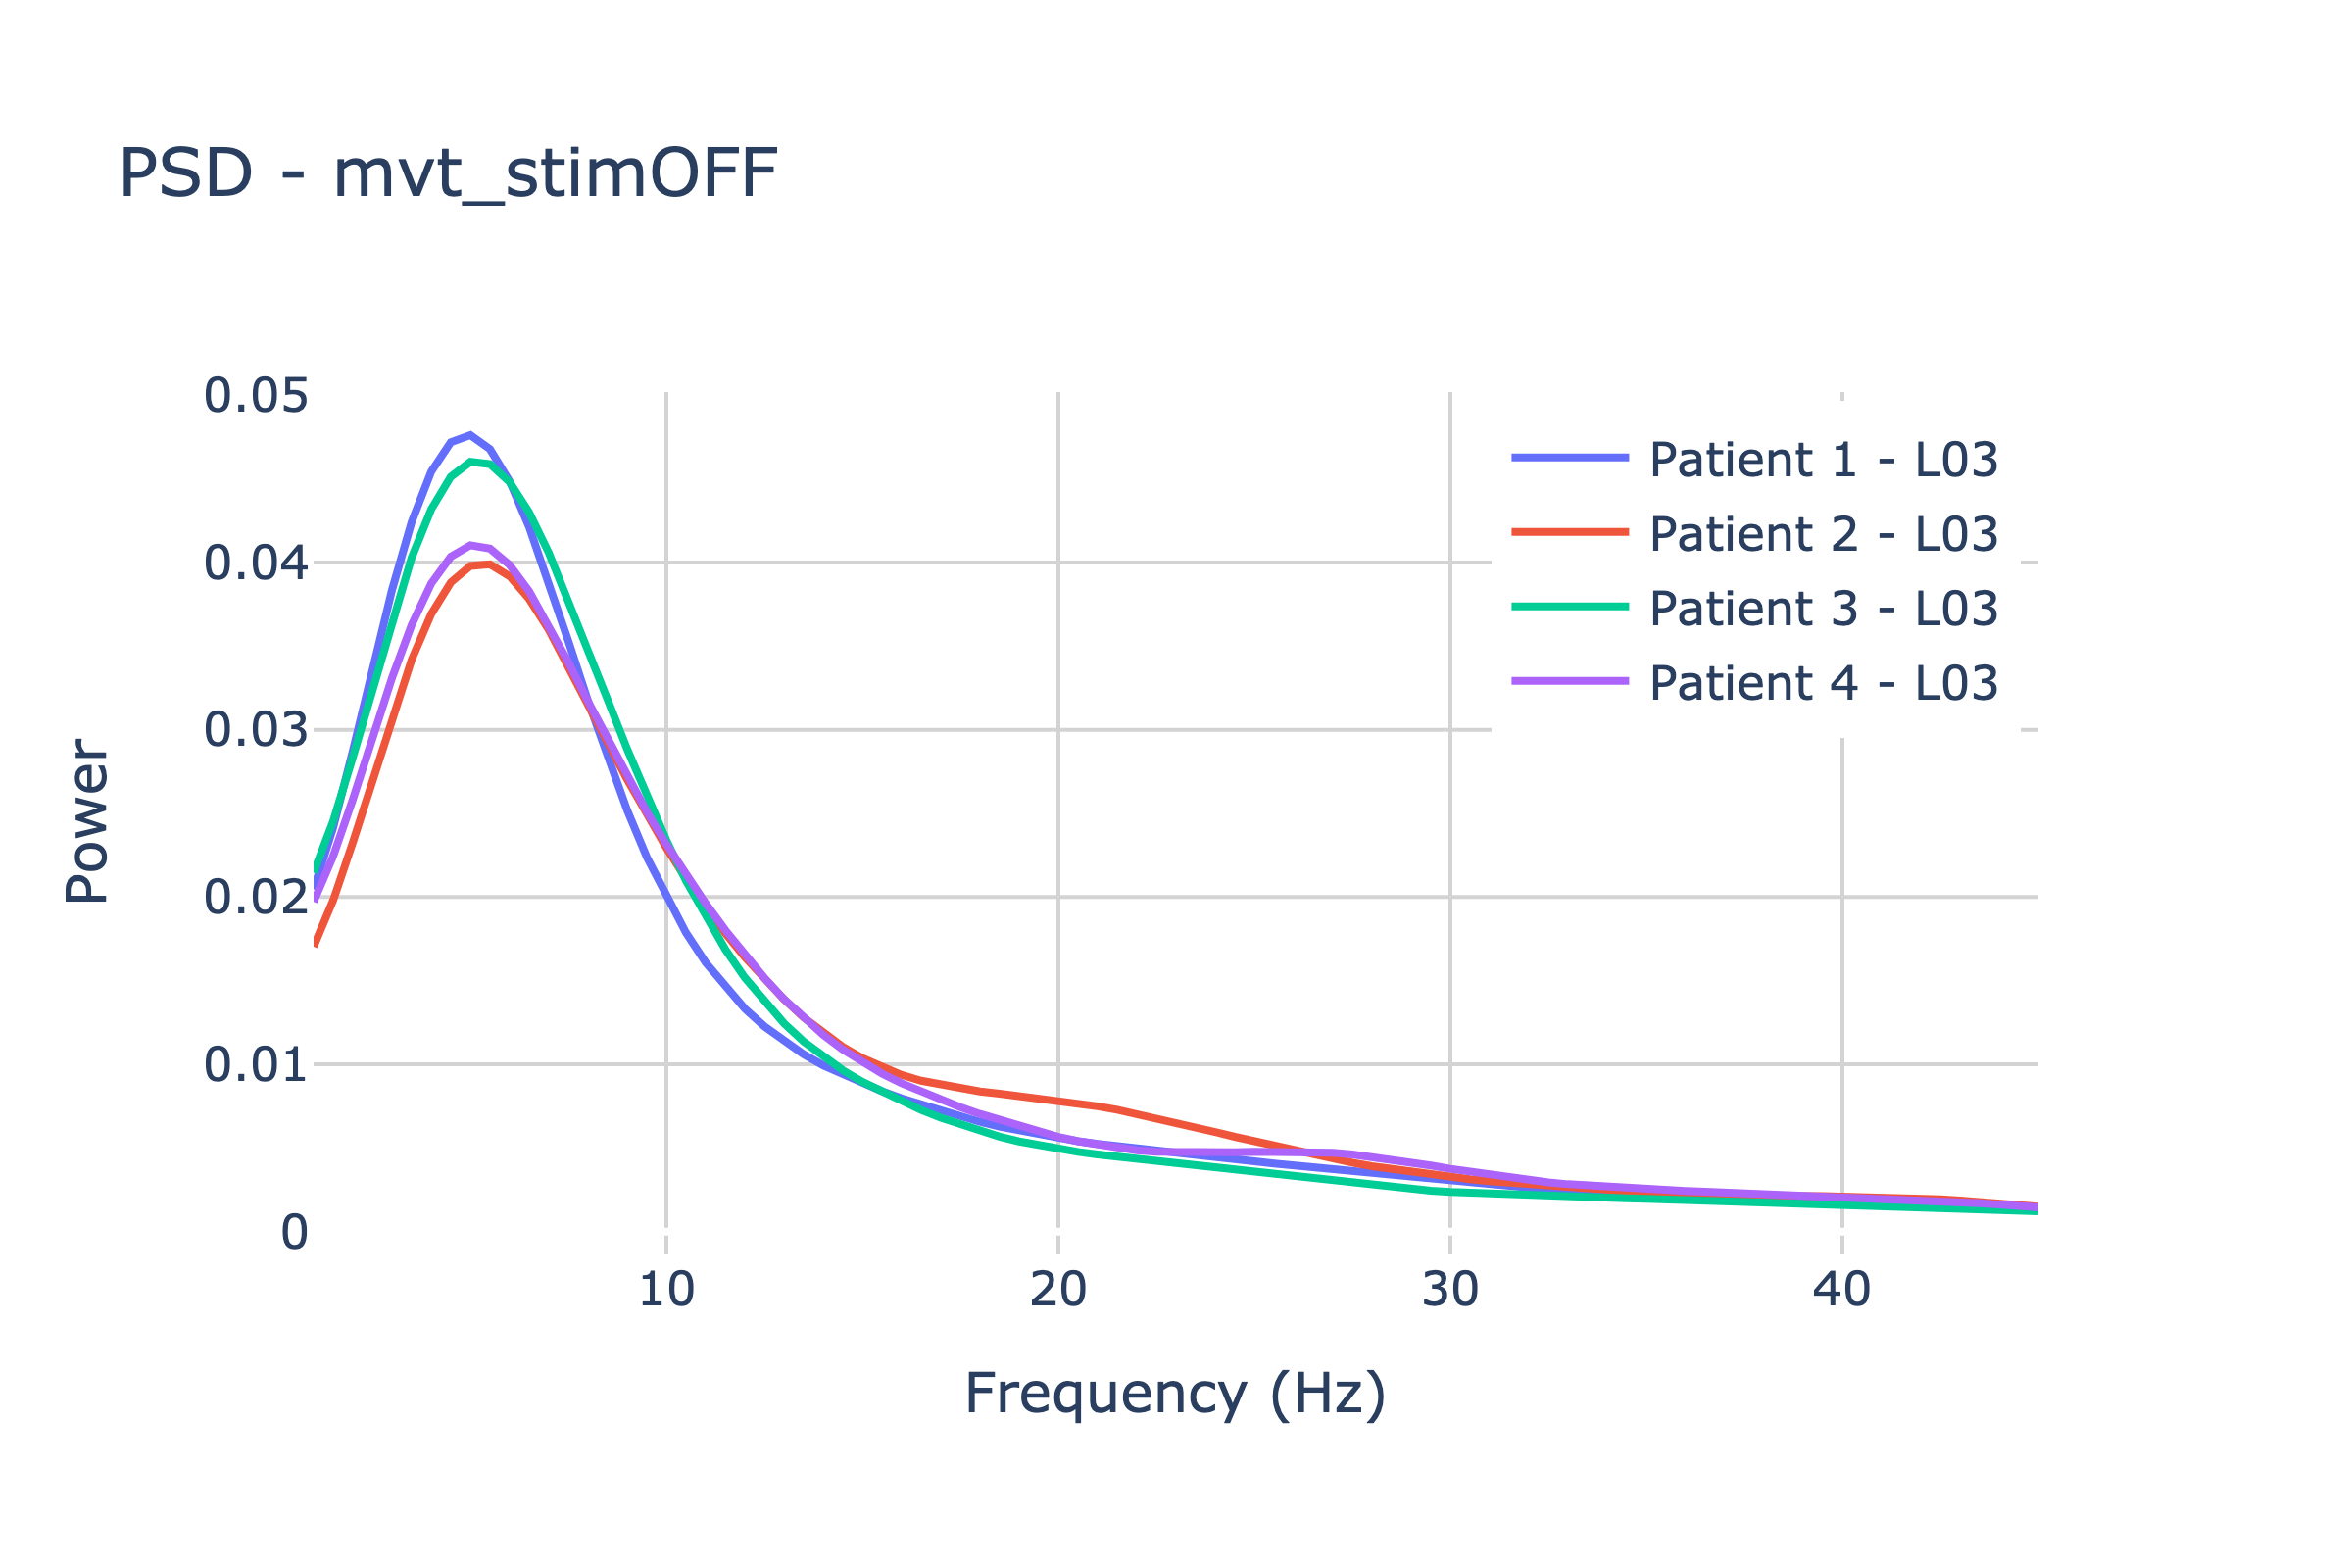 PSD - mvt_stimOFF
0.05
0.04
0.03
0.02
0.01
0
Power
10
20
30
40
Frequency (Hz)
Patient 1 - L03
Patient 2 - L03
Patient 3 - L03
Patient 4 - L03